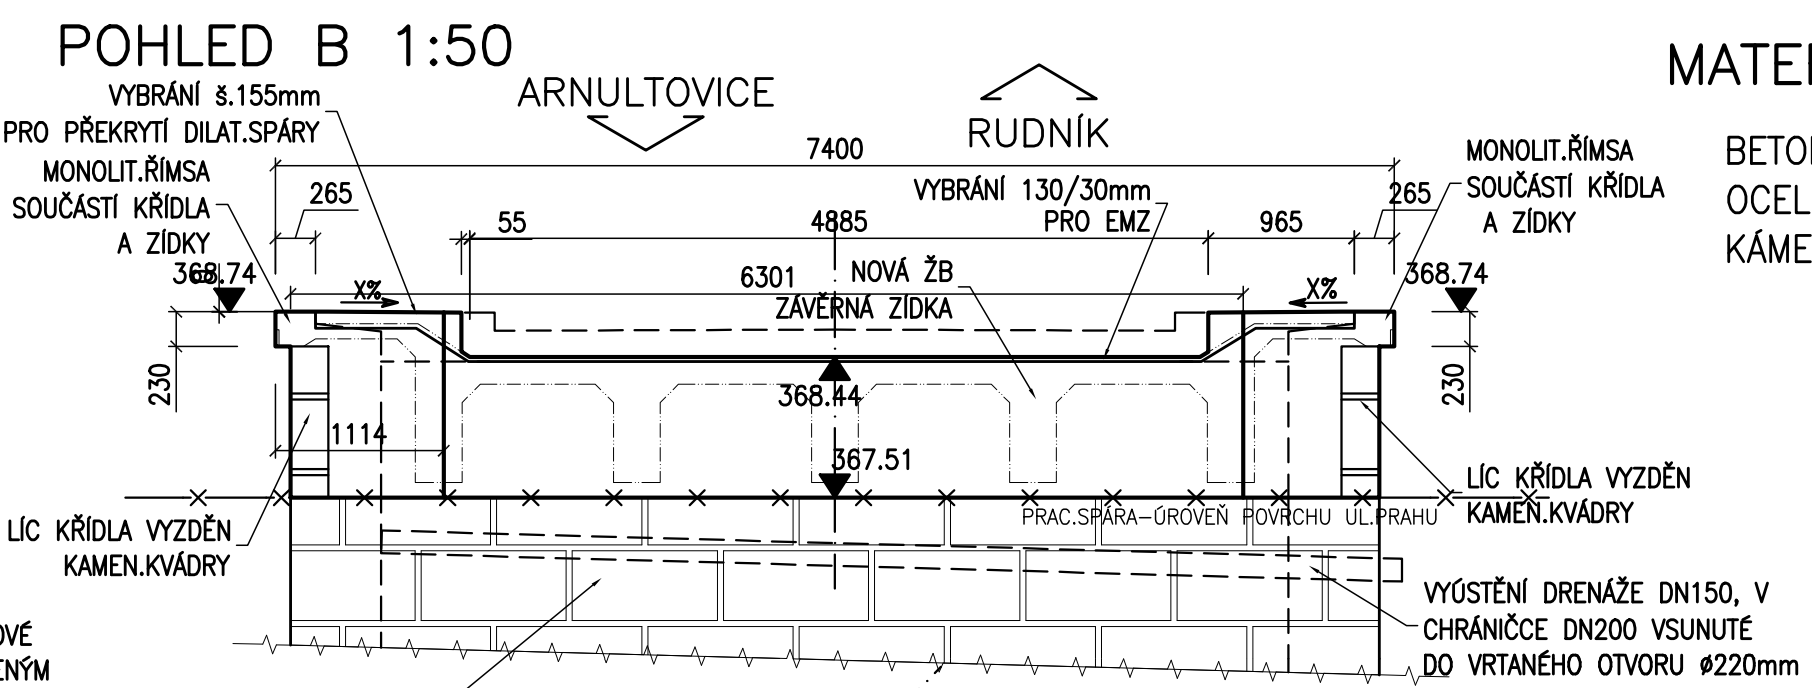 POHLED B 1:50
MATE
ARNULTOVICE
RUDNÍK
VYBRÁNÍ š.155mm
PRO PŘEKRYTÍ DILAT.SPÁRY
MONOLIT.ŘÍMSA
SOUČÁSTÍ KŘÍDLA
A ZÍDKY
7400
VYBRÁNÍ 130/30mm
PRO EMZ
MONOLIT.ŘÍMSA
SOUČÁSTÍ KŘÍDLA
A ZÍDKY
BETO
OCEL
KÁME
265
55
4885
965
265
368.74
6301
NOVÁ ŽB
ZÁVĚRNÁ ZÍDKA
368.74
X%
X%
230
230
368.44
1114
367.51
LÍC KŘÍDLA VYZDĚN
KAMEN.KVÁDRY
LÍC KŘÍDLA VYZDĚN
KAMEN.KVÁDRY
PRAC.SPÁRA-ÚROVEŇ POVRCHU UL.PRAHU
VYÚSTĚNÍ DRENÁŽE DN150, V
CHRÁNIČCE DN200 VSUNUTÉ
DO VRTANÉHO OTVORU ø220mm
OVÉ
ENÝM